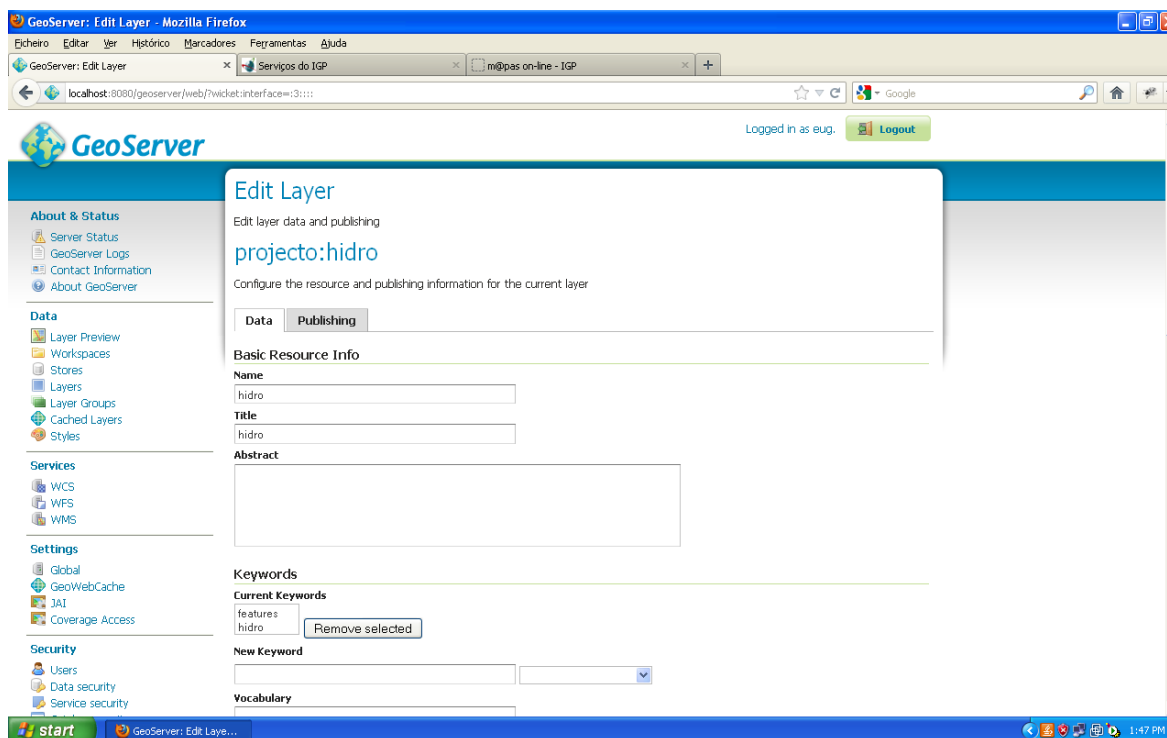 GeoServer: Edit Layer - Mozilla Firefox
Ficheiro Editar Ver Histórico Marcadores Ferramentas Ajuda
GeoServer: Edit Layer Serviços do IGP m@pas on-line - IGP
localhost:8080/geoserver/web/?wicket:interface=:3:::: Google
GeoServer
Logged in as eug. Logout
Edit Layer
Edit layer data and publishing
projecto:hidro
Configure the resource and publishing information for the current layer
Data Publishing
Basic Resource Info
Name
hidro
Title
hidro
Abstract
Keywords
Current Keywords
features
hidro
Remove selected
New Keyword
Vocabulary
About & Status
Server Status
GeoServer Logs
Contact Information
About GeoServer
Data
Layer Preview
Workspaces
Stores
Layers
Layer Groups
Cached Layers
Styles
Services
WCS
WFS
WMS
Settings
Global
GeoWebCache
JAI
Coverage Access
Security
Users
Data security
Service security
start GeoServer: Edit Laye... 1:47 PM